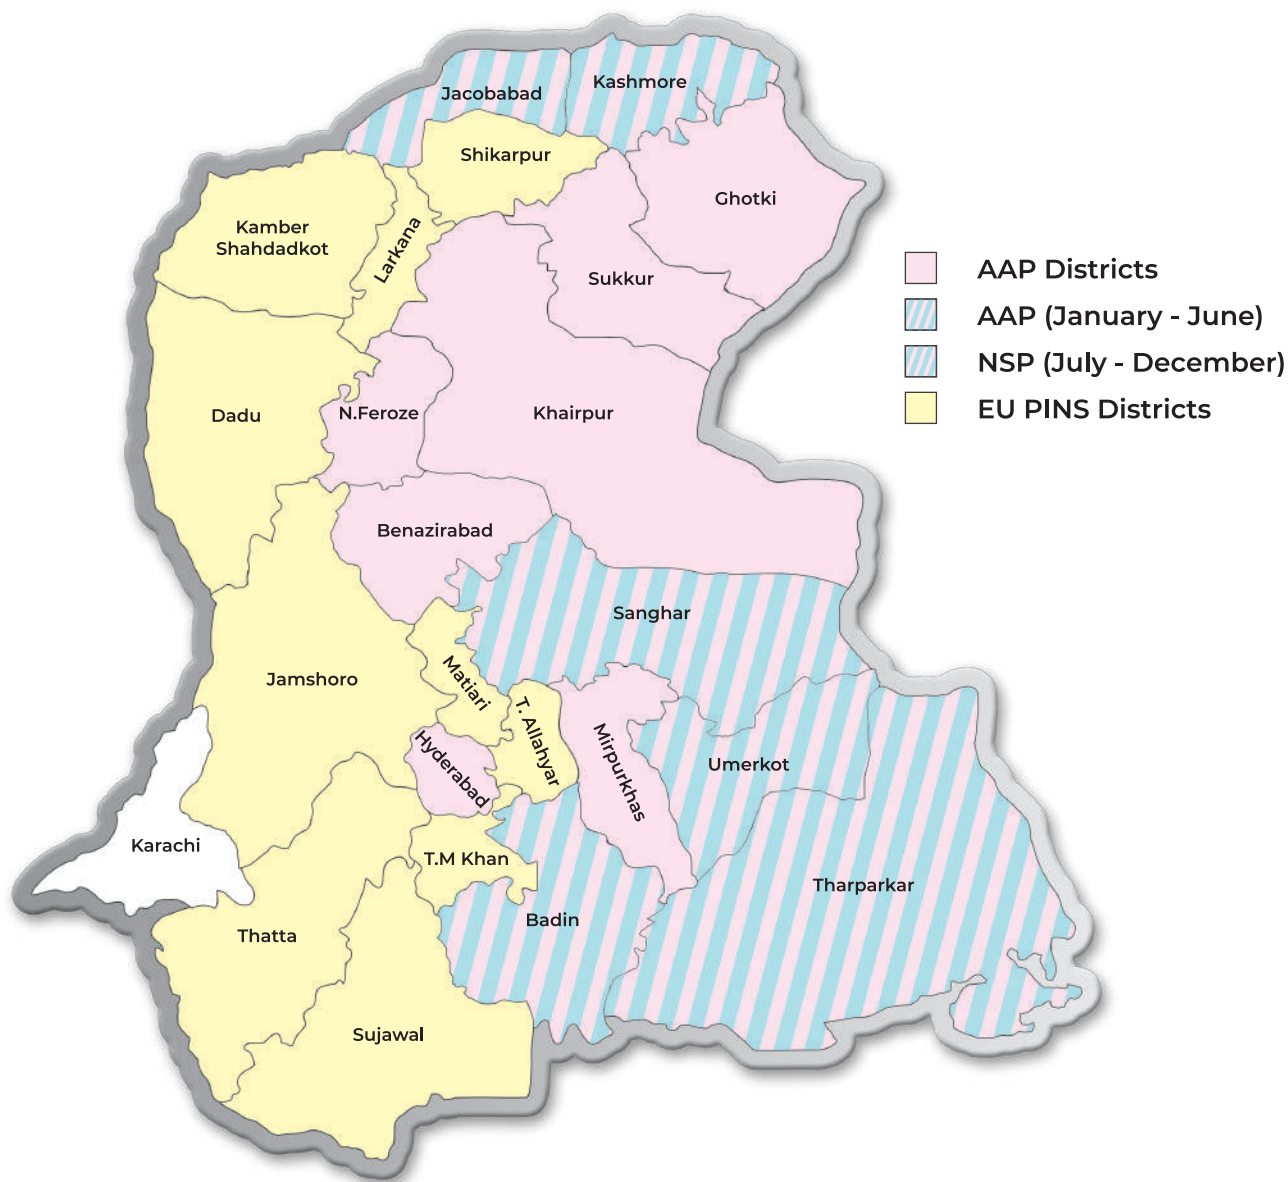 Jacobabad
Kashmore
Shikarpur
Ghotki
Kamber
Shahdadkot
Larkana
Sukkur
Dadu
N.Feroze
Khairpur
Benazirabad
Sanghar
Jamshoro
Matiari
T. Allahyar
Hyderabad
Mirpurkhas
Umerkot
Karachi
T.M Khan
Tharparkar
Badin
Thatta
Sujawal
AAP Districts
AAP (January - June)
NSP (July - December)
EU PINS Districts